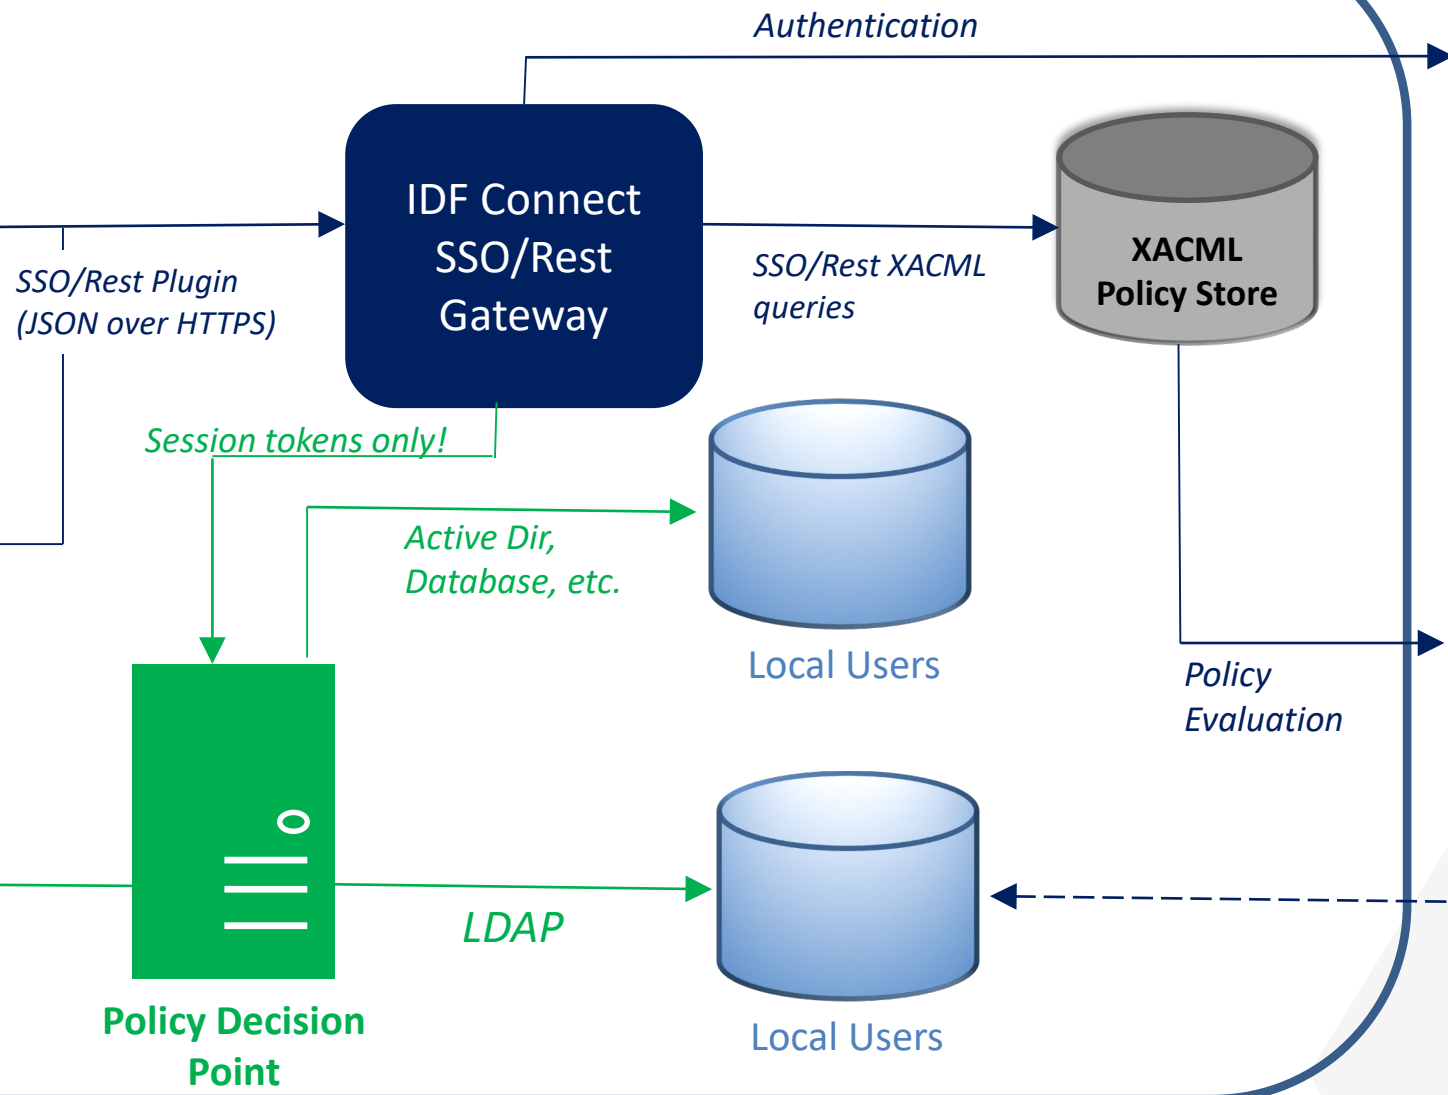 Authentication
IDF Connect
SSO/Rest
Gateway
SSO/Rest Plugin
(JSON over HTTPS)
SSO/Rest XACML
queries
XACML
Policy Store
Session tokens only!
Active Dir,
Database, etc.
Local Users
Policy
Evaluation
LDAP
Policy Decision
Point
Local Users